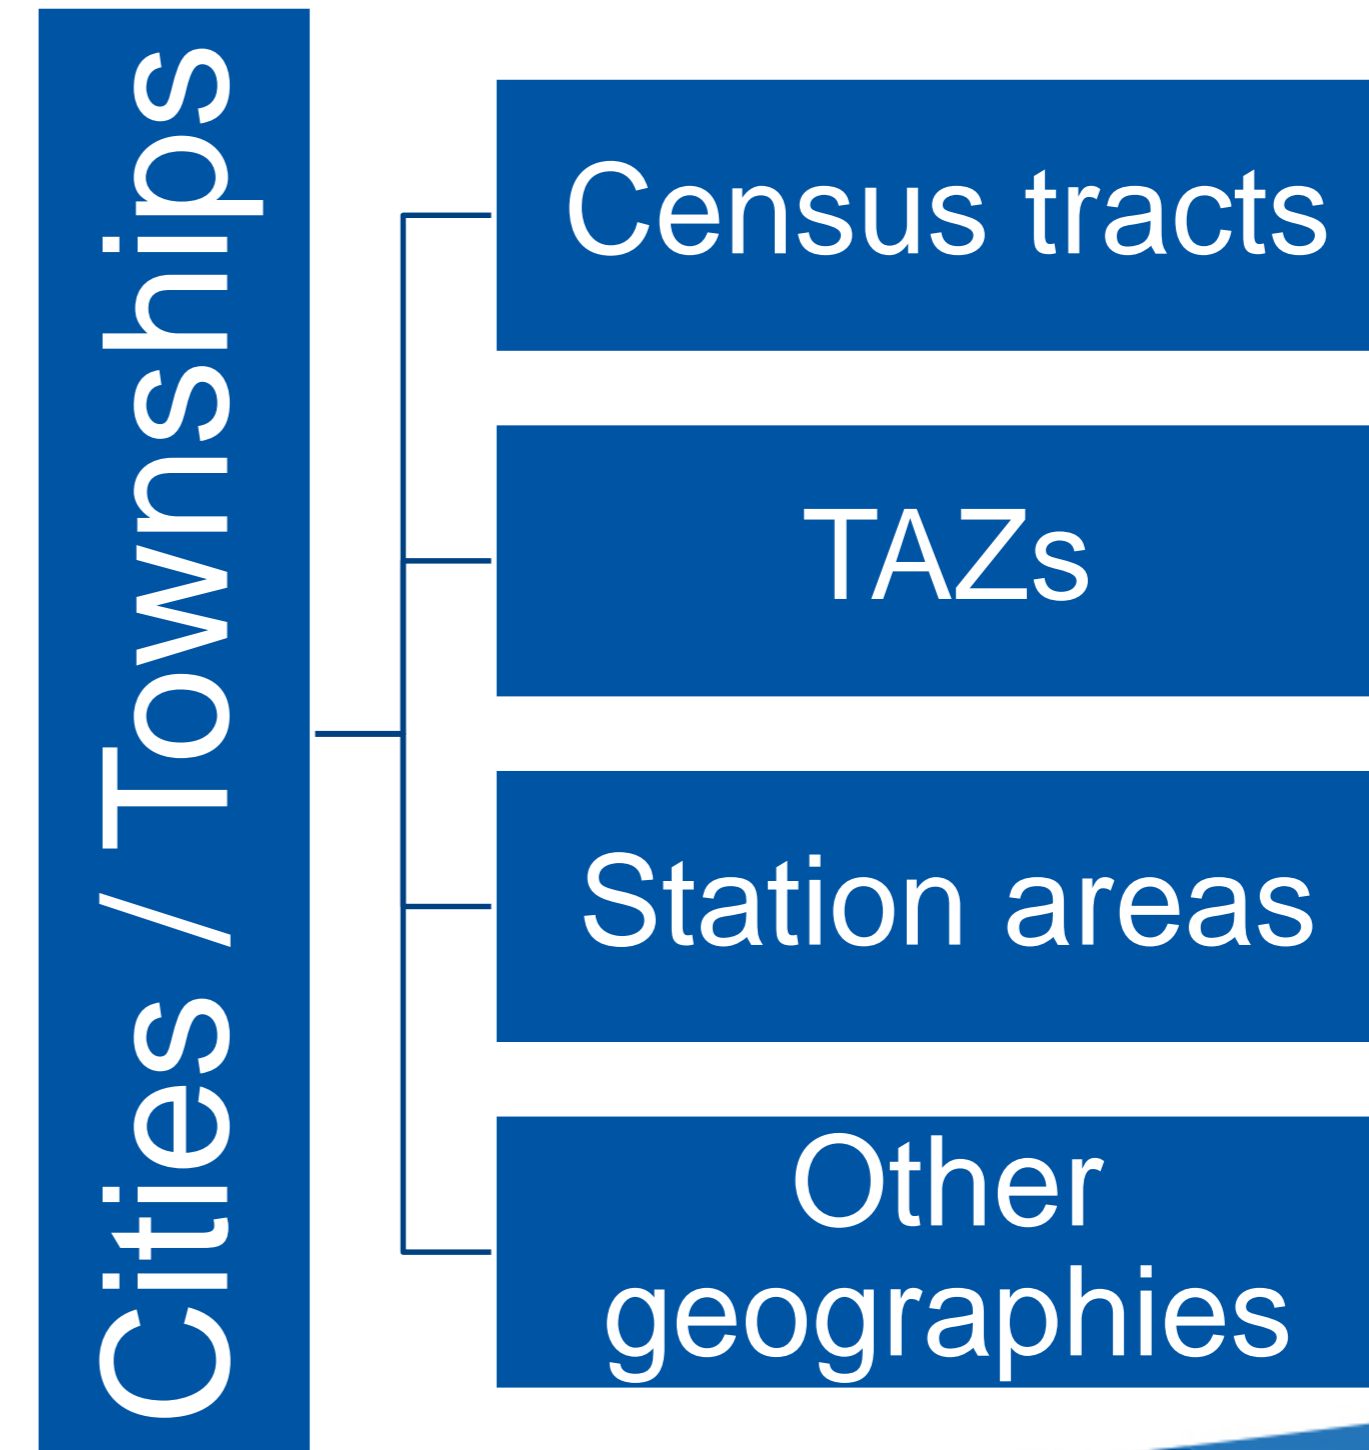 Cities / Townships
Census tracts
TAZs
Station areas
Other
geographies